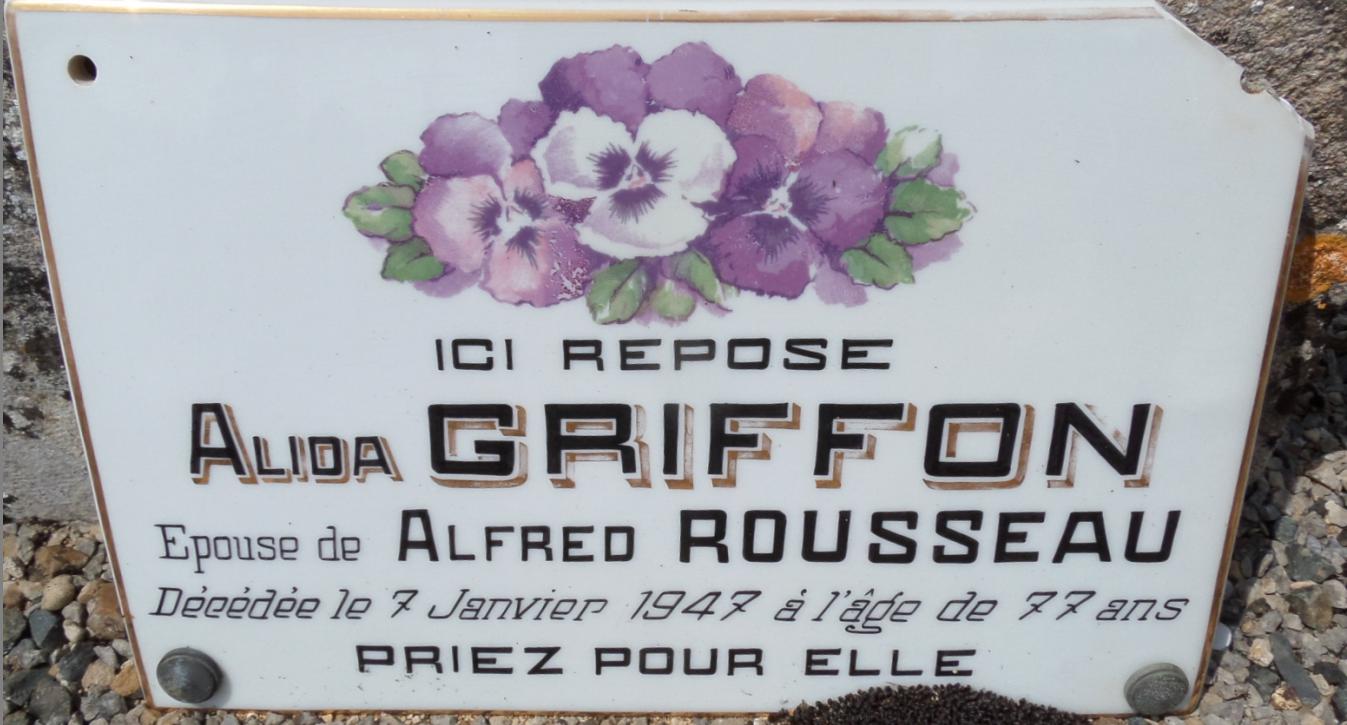 ICI REPOSE
ALIDA GRIFFON
Epouse de ALFRED ROUSSEAU
Décédée le 7 Janvier 1947 à l'âge de 77 ans
PRIEZ POUR ELLE